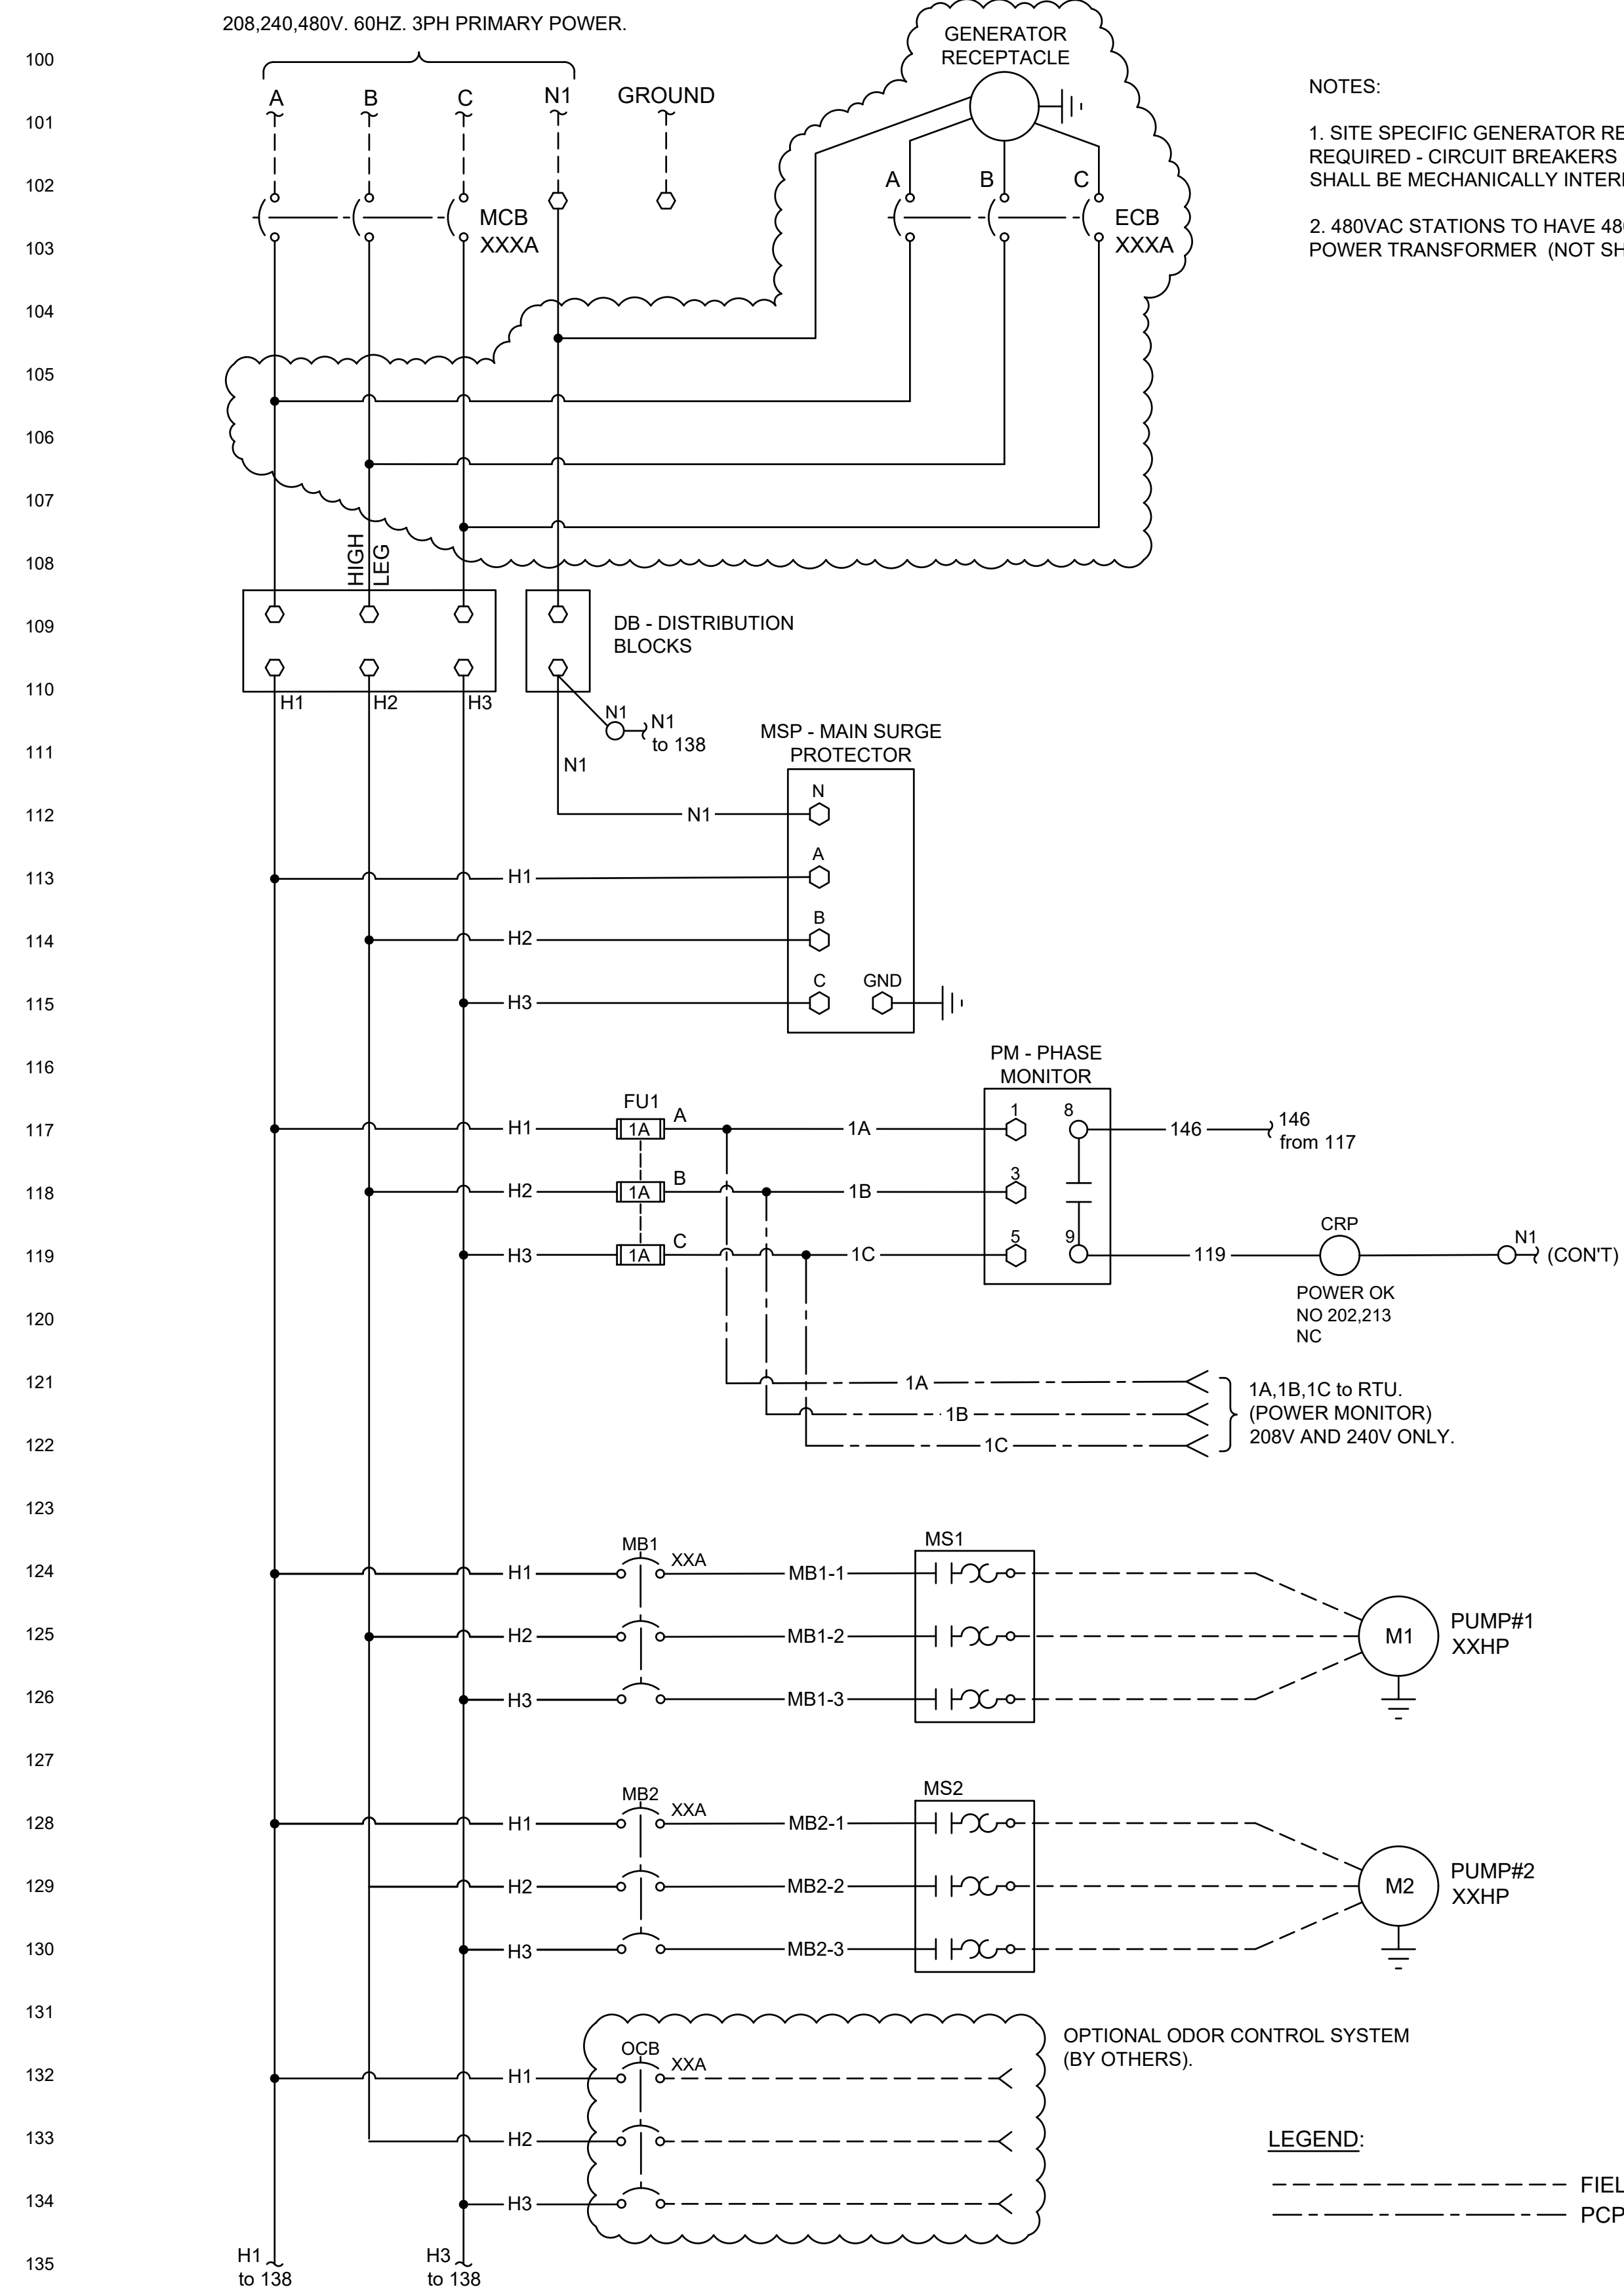 208,240,480V. 60HZ. 3PH PRIMARY POWER.
GENERATOR
RECEPTACLE
100
A
B
C
N1
GROUND
NOTES:
101
1. SITE SPECIFIC GENERATOR
REQUIRED - CIRCUIT BREAKERS
SHALL BE MECHANICALLY
102
A
B
C
MCB
XXXA
ECB
XXXA
2. 480VAC STATIONS TO HAVE
POWER TRANSFORMER (NOT
103
104
105
106
107
108
HIGH
LEG
109
DB - DISTRIBUTION
BLOCKS
110
H1
H2
H3
N1
N1
to 138
111
N1
MSP - MAIN SURGE
PROTECTOR
N
112
N1
A
113
H1
B
114
H2
C
GND
115
H3
116
PM - PHASE
MONITOR
FU1
117
H1
1A
A
1A
1
8
146
146
from 117
118
H2
1A
B
1B
3
119
H3
1A
C
1C
5
9
119
CRP
N1
(CON'T)
POWER OK
NO 202,213
NC
120
121
1A
1A,1B,1C to RTU.
(POWER MONITOR)
208V AND 240V ONLY.
1B
122
1C
123
MB1
XXA
MS1
124
H1
MB1-1
125
H2
MB1-2
M1
PUMP#1
XXHP
126
H3
MB1-3
127
MB2
XXA
MS2
128
H1
MB2-1
129
H2
MB2-2
M2
PUMP#2
XXHP
130
H3
MB2-3
131
OPTIONAL ODOR CONTROL SYSTEM
(BY OTHERS).
OCB
XXA
132
H1
133
H2
LEGEND:
134
H3
PCP
135
H1
to 138
H3
to 138